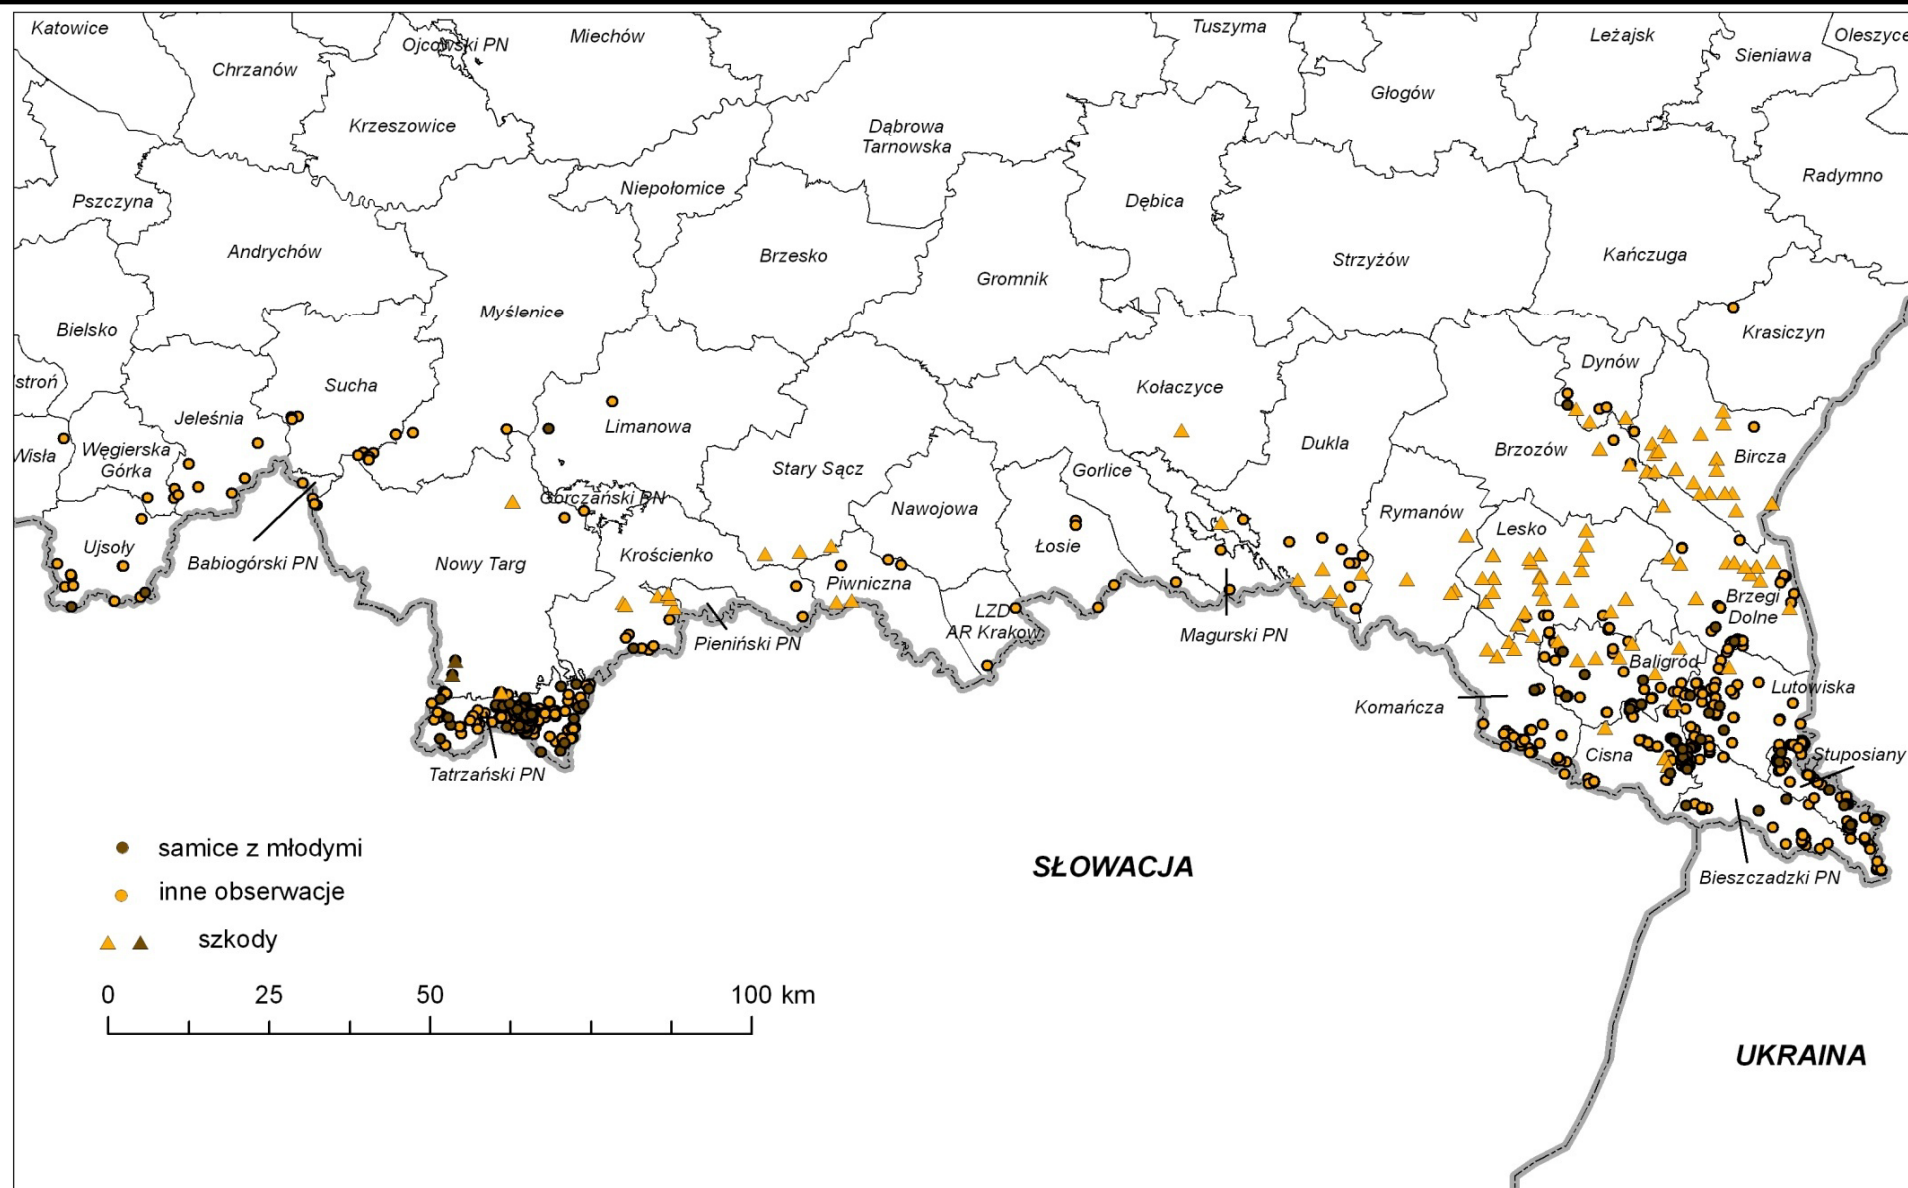 Katowice
Ojcowski PN
Miechów
Tuszyma
Leżajsk
Sieniawa
Oleszyce
Chrzanów
Głogów
Krzeszowice
Dąbrowa
Tarnowska
Niepołomice
Pszczyna
Dębica
Radymno
Andrychów
Brzesko
Gromnik
Strzyżów
Kańczuga
Myślenice
Bielsko
Krasiczyn
Dynów
stroń
Sucha
Kołaczyce
Jeleśnia
Limanowa
Dukla
Brzozów
Bircza
Wisła
Węgierska
Górka
Stary Sącz
Gorlice
Gorczański PN
Nawojowa
Rymanów
Lesko
Ujsoły
Babiogórski PN
Nowy Targ
Krościenko
Łosie
Piwniczna
Brzegi
Dolne
LZD
AR Krakow
Pieniński PN
Magurski PN
Baligród
Lutowiska
Komańcza
Cisna
Stuposiany
Tatrzański PN
Bieszczadzki PN
SŁOWACJA
UKRAINA
samice z młodymi
inne obserwacje
szkody
0 25 50 100 km